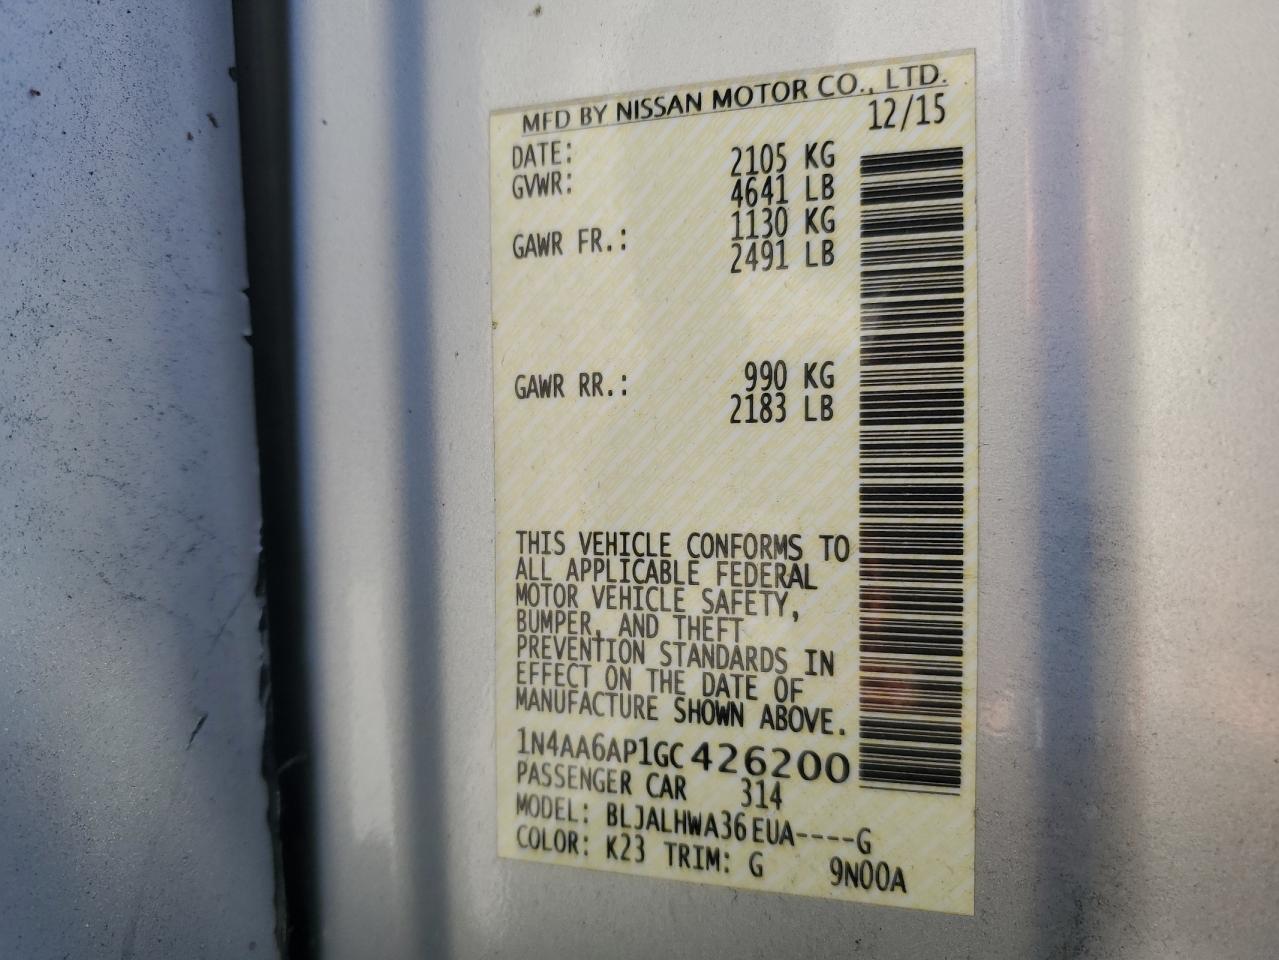 MFD BY NISSAN MOTOR CO., LTD.
DATE: 12/15
GVWR: 2105 KG
4641 LB
GAWR FR.: 1130 KG
2491 LB
GAWR RR.: 990 KG
2183 LB
THIS VEHICLE CONFORMS TO
ALL APPLICABLE FEDERAL
MOTOR VEHICLE SAFETY,
BUMPER, AND THEFT
PREVENTION STANDARDS IN
EFFECT ON THE DATE OF
MANUFACTURE SHOWN ABOVE.
1N4AA6AP1GC426200
PASSENGER CAR 314
MODEL: BLJALHWA36EUA----G
COLOR: K23 TRIM: G 9N00A